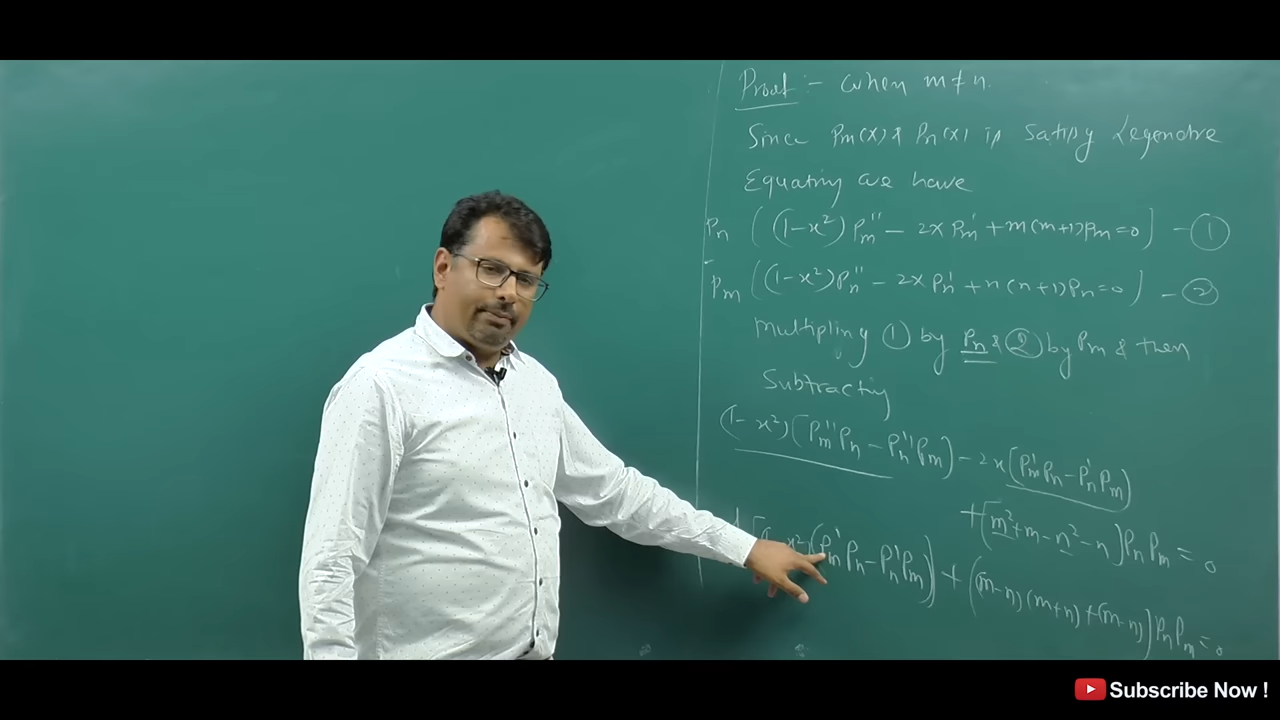 Proof :- when m ≠ n.
Since Pm(x) & Pn(x) is satisfy Legendre
Equating we have
Pn ((1-x²) Pm'' - 2x Pm' + m(m+1)Pm = 0) - ①
Pm ((1-x²) Pn'' - 2x Pn' + n(n+1)Pn = 0) - ②
Multipling ① by Pn & ② by Pm & then
Subtracting
(1-x²)(Pm''Pn - Pn''Pm) - 2x(Pm'Pn - Pn'Pm)
+[m²+m-n²-n]PnPm = 0
x²)(Pm'Pn - Pn'Pm)] + [(m-n)(m+n)+(m-n)]PnPm = 0
Subscribe Now !